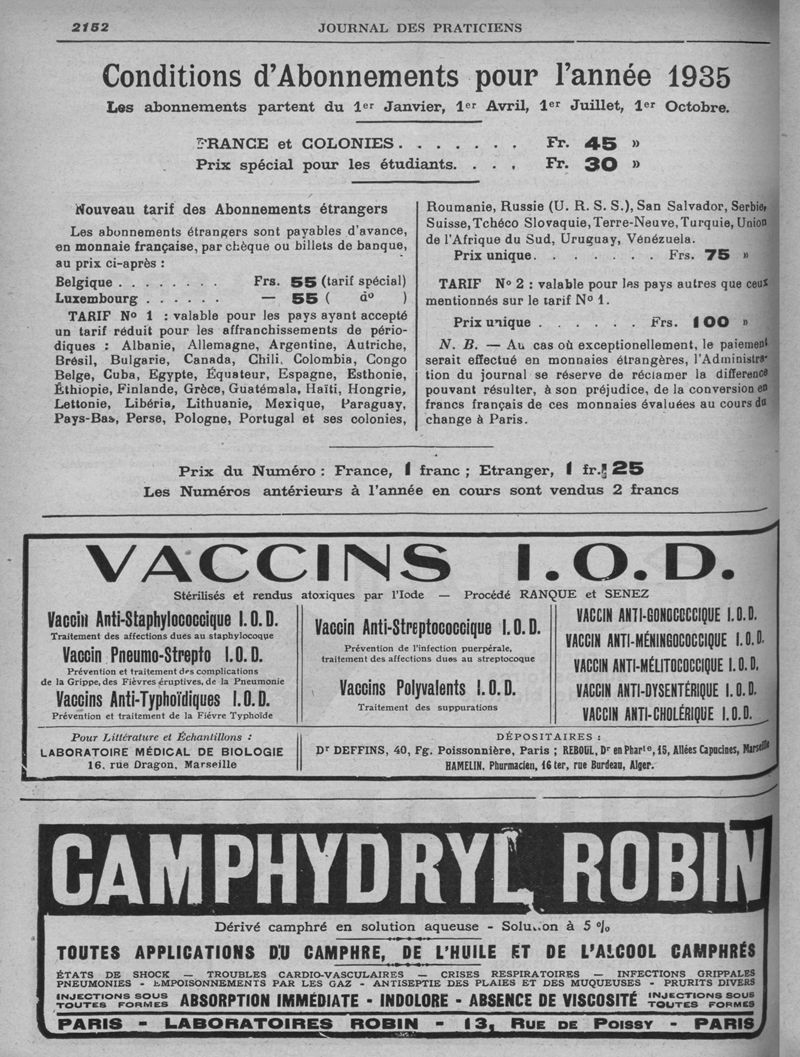 2152
JOURNAL DES PRATICIENS
Conditions d'Abonnements pour l'année 1935
Les abonnements partent du 1er Janvier, 1er Avril, 1er Juillet, 1er Octobre.
FRANCE et COLONIES . . . . . . . Fr. 45 »
Prix spécial pour les étudiants. . . . Fr. 30 »
Nouveau tarif des Abonnements étrangers
Les abonnements étrangers sont payables d'avance,
en monnaie française, par chèque ou billets de banque,
au prix ci-après :
Belgique . . . . . . . . Frs. 55 (tarif spécial)
Luxembourg . . . . . . — 55 ( do )
TARIF No 1 : valable pour les pays ayant accepté
un tarif réduit pour les affranchissements de pério-
diques : Albanie, Allemagne, Argentine, Autriche,
Brésil, Bulgarie, Canada, Chili, Colombia, Congo
Belge, Cuba, Egypte, Équateur, Espagne, Esthonie,
Éthiopie, Finlande, Grèce, Guatémala, Haïti, Hongrie,
Lettonie, Libéria, Lithuanie, Mexique, Paraguay,
Pays-Bas, Perse, Pologne, Portugal et ses colonies,
Roumanie, Russie (U. R. S. S.), San Salvador, Serbie,
Suisse, Tchéco Slovaquie, Terre-Neuve, Turquie, Union
de l'Afrique du Sud, Uruguay, Vénézuela.
Prix unique. . . . . . . . Frs. 75 »
TARIF No 2 : valable pour les pays autres que ceux
mentionnés sur le tarif No 1.
Prix unique . . . . . . Frs. 100 »
N. B. — Au cas où exceptionellement, le paiement
serait effectué en monnaies étrangères, l'Administra-
tion du journal se réserve de réclamer la différence
pouvant résulter, à son préjudice, de la conversion en
francs français de ces monnaies évaluées au cours du
change à Paris.
Prix du Numéro : France, 1 franc ; Etranger, 1 fr. 25
Les Numéros antérieurs à l'année en cours sont vendus 2 francs
VACCINS I.O.D.
Stérilisés et rendus atoxiques par l'Iode — Procédé RANQUE et SENEZ
Vaccin Anti-Staphylococcique I.O.D.
Traitement des affections dues au staphylocoque
Vaccin Pneumo-Strepto I.O.D.
Prévention et traitement des complications
de la Grippe, des Fièvres éruptives, de la Pneumonie
Vaccins Anti-Typhoïdiques I.O.D.
Prévention et traitement de la Fiévre Typhoïde
Vaccin Anti-Streptococcique I.O.D.
Prévention de l'infection puerpérale,
traitement des affections dues au streptocoque
Vaccins Polyvalents I.O.D.
Traitement des suppurations
VACCIN ANTI-GONOCOCCIQUE I.O.D.
VACCIN ANTI-MÉNINGOCOCCIQUE I.O.D.
VACCIN ANTI-MÉLITOCOCCIQUE I.O.D.
VACCIN ANTI-DYSENTÉRIQUE I.O.D.
VACCIN ANTI-CHOLÉRIQUE I.O.D.
Pour Littérature et Échantillons :
LABORATOIRE MÉDICAL DE BIOLOGIE
16, rue Dragon, Marseille
DÉPOSITAIRES :
Dr DEFFINS, 40, Fg. Poissonnière, Paris ; REBOUL, Dr en Phar'e, 15, Allées Capucines, Marseille
HAMELIN, Pharmacien, 16 ter, rue Burdeau, Alger.
CAMPHYDRYL ROBIN
Dérivé camphré en solution aqueuse - Solution à 5 %
TOUTES APPLICATIONS DU CAMPHRE, DE L'HUILE ET DE L'ALCOOL CAMPHRÉS
ÉTATS DE SHOCK — TROUBLES CARDIO-VASCULAIRES — CRISES RESPIRATOIRES — INFECTIONS GRIPPALES
PNEUMONIES - EMPOISONNEMENTS PAR LES GAZ - ANTISEPTIE DES PLAIES ET DES MUQUEUSES - PRURITS DIVERS
INJECTIONS SOUS TOUTES FORMES ABSORPTION IMMÉDIATE - INDOLORE - ABSENCE DE VISCOSITÉ INJECTIONS SOUS TOUTES FORMES
PARIS - LABORATOIRES ROBIN - 13, RUE DE POISSY - PARIS